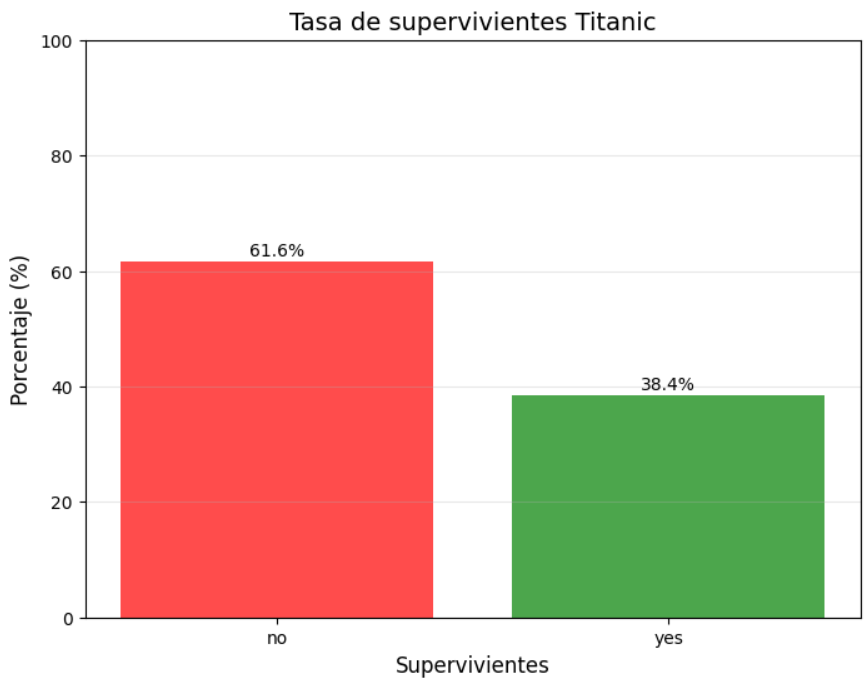 Tasa de supervivientes Titanic
100
80
60
40
20
0
Porcentaje (%)
61.6%
38.4%
no
yes
Supervivientes